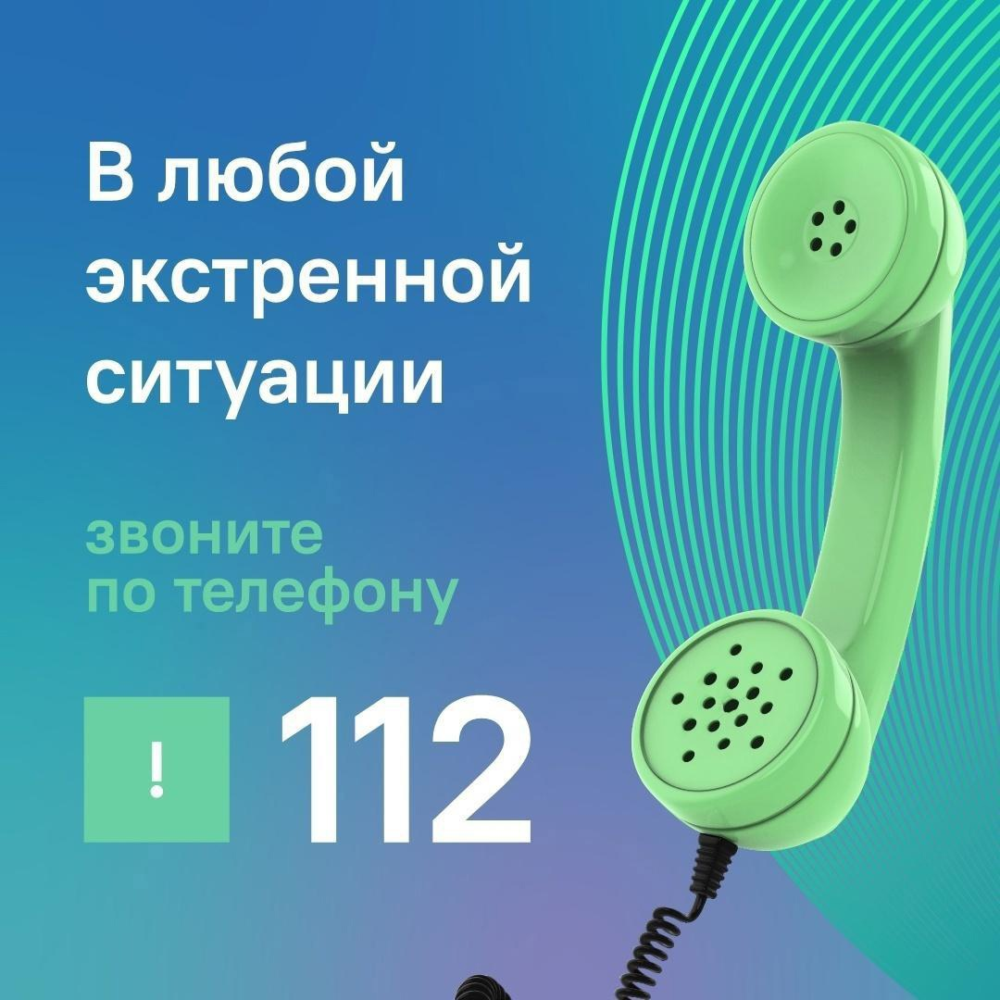 В любой
экстренной
ситуации
звоните
по телефону
! 112